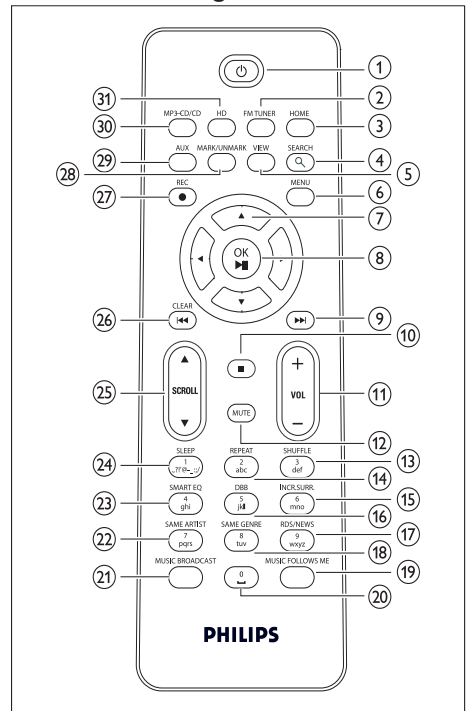 1
31
2
MP3-CD/CD HD FM TUNER HOME
30
3
AUX MARK/UNMARK VIEW SEARCH
29
4
28
5
REC MENU
27
6
7
OK
8
CLEAR
26
9
10
SCROLL
VOL
25
11
MUTE
12
SLEEP REPEAT SHUFFLE
24
1 2 3
abc def
13
14
SMART EQ DBB INCR.SURR.
23
4 5 6
ghi jkl mno
15
16
SAME ARTIST SAME GENRE RDS/NEWS
22
7 8 9
pqrs tuv wxyz
17
18
MUSIC BROADCAST MUSIC FOLLOWS ME
21
0
19
20
PHILIPS